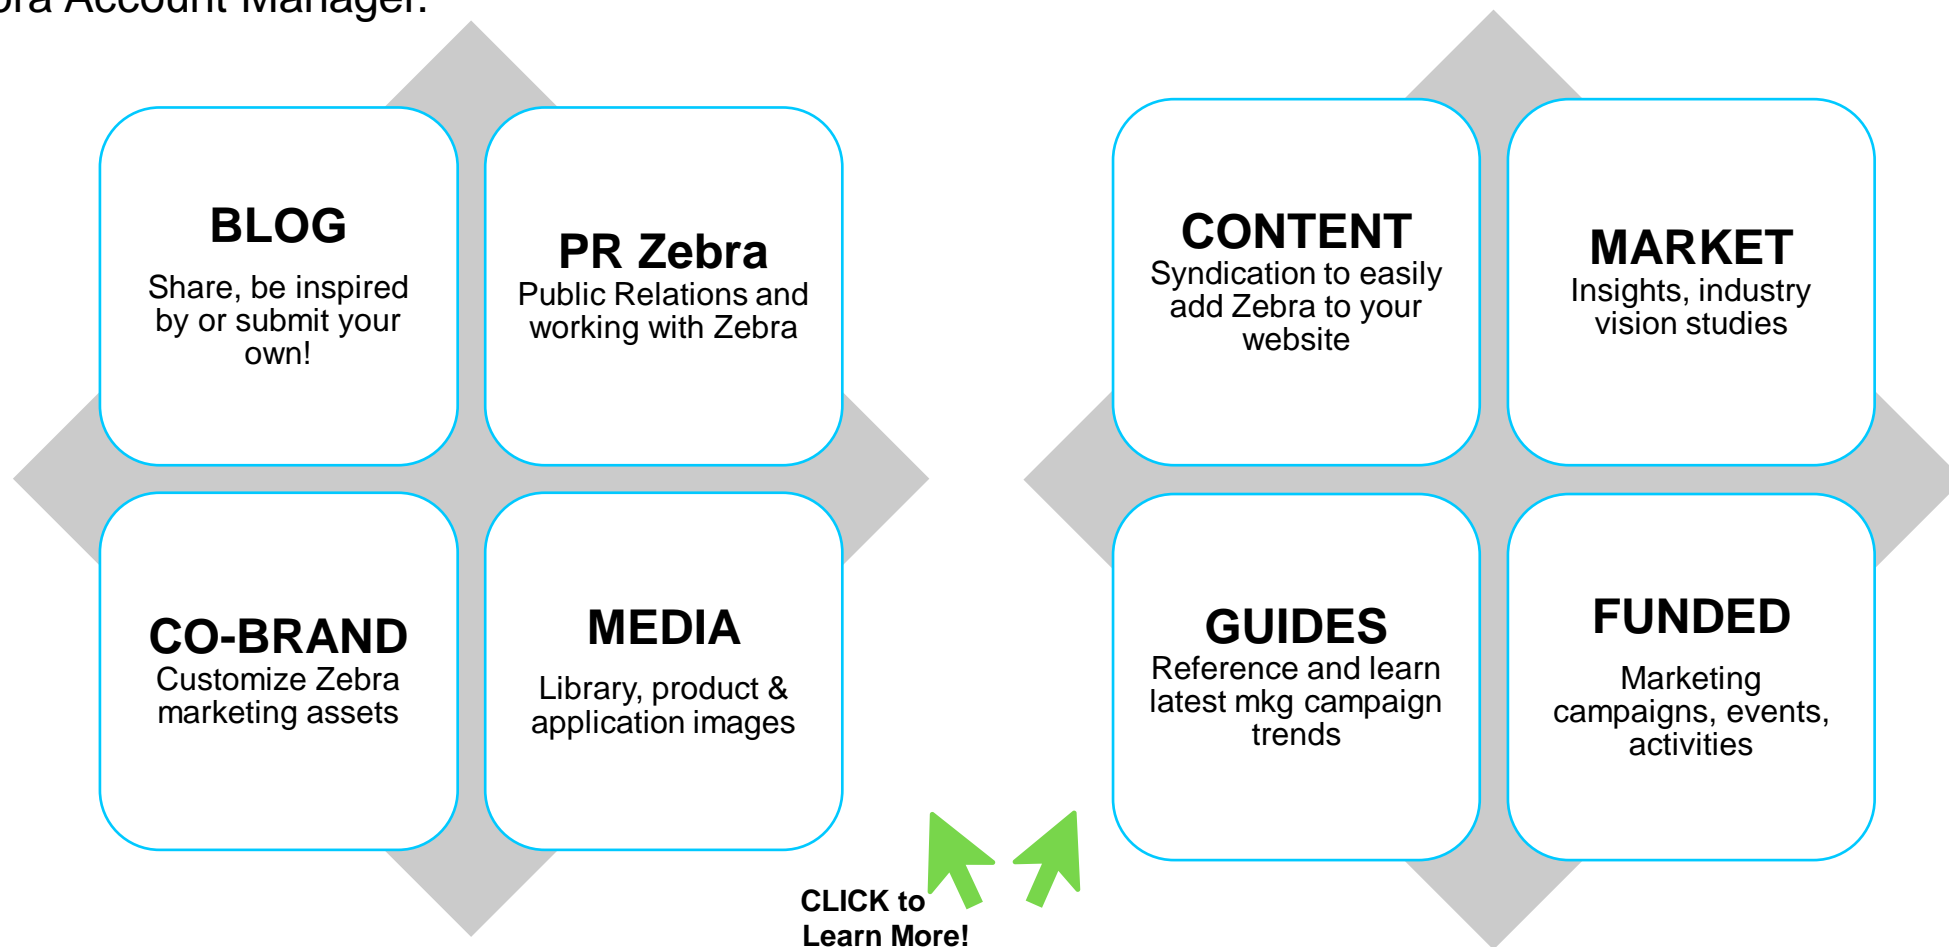 Account Manager.
BLOG
Share, be inspired
by or submit your
own!
PR Zebra
Public Relations and
working with Zebra
CO-BRAND
Customize Zebra
marketing assets
MEDIA
Library, product &
application images
CONTENT
Syndication to easily
add Zebra to your
website
MARKET
Insights, industry
vision studies
GUIDES
Reference and learn
latest mkg campaign
trends
FUNDED
Marketing
campaigns, events,
activities
CLICK to
Learn More!